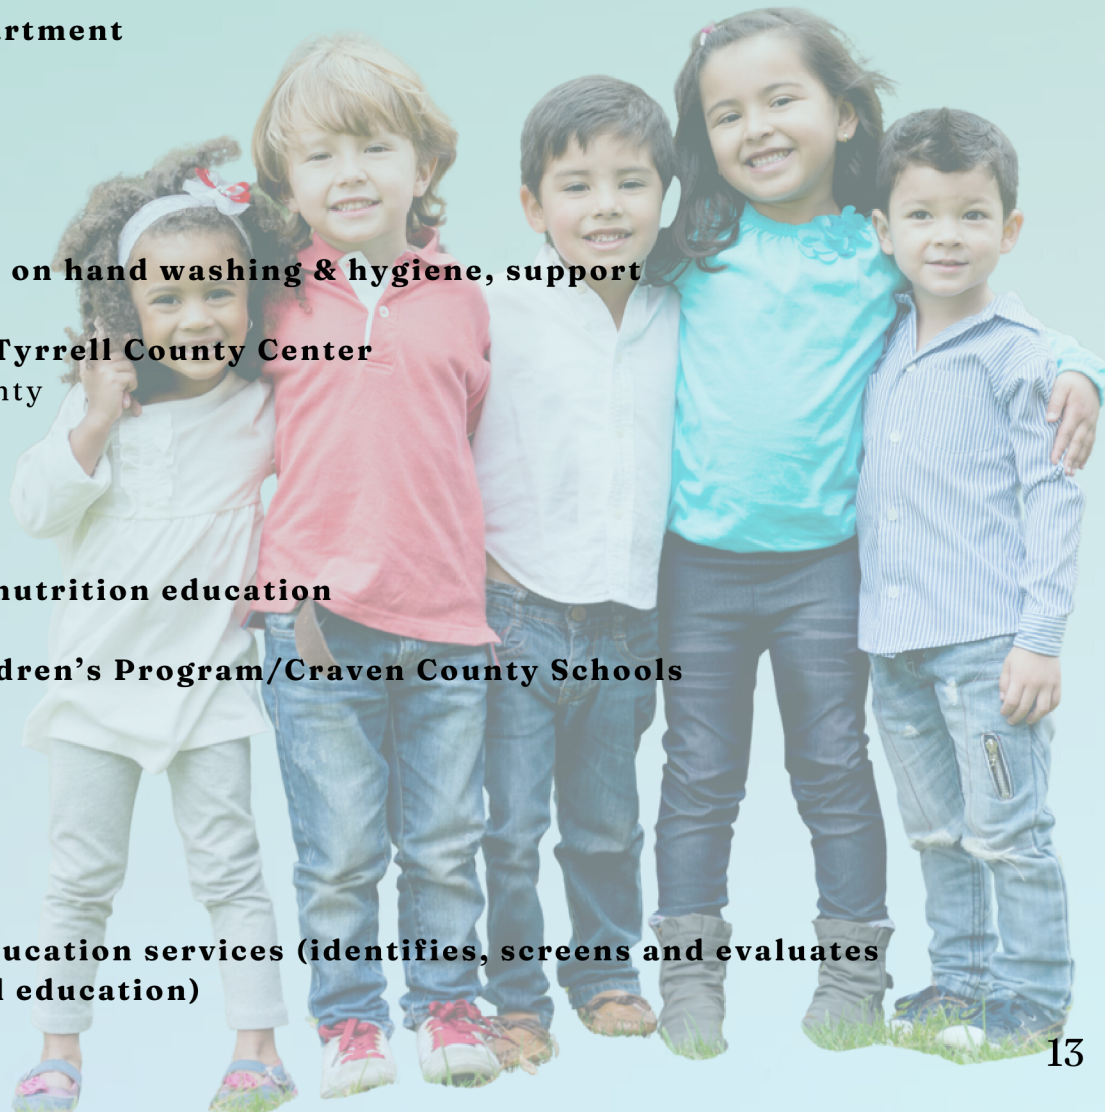 artment
on hand washing & hygiene, support
Tyrrell County Center
nty
nutrition education
dren's Program/Craven County Schools
ucation services (identifies, screens and evaluates
l education)
13